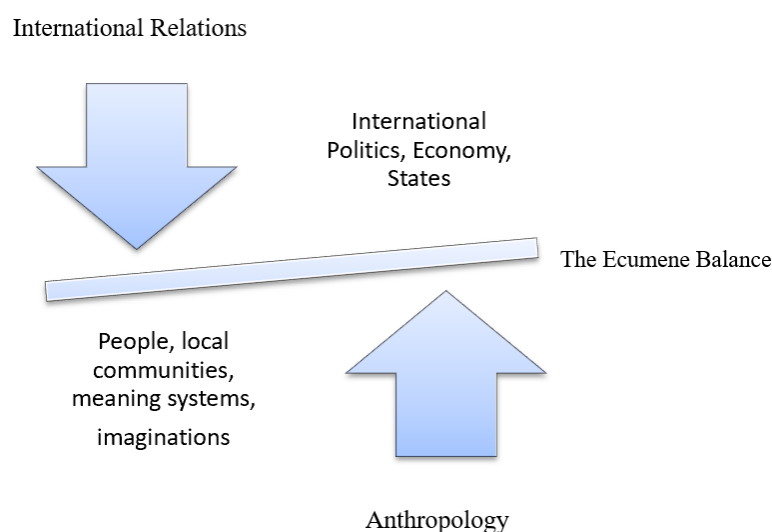 International Relations
International
Politics, Economy,
States
The Ecumene Balance
People, local
communities,
meaning systems,
imaginations
Anthropology